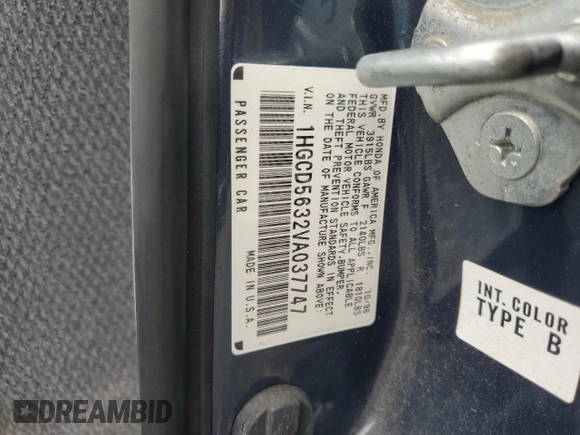 MFD. BY HONDA OF AMERICA MFG., INC. 10/96
GVWR 3915LBS GAWR F 2140LBS R 1810LBS
THIS VEHICLE CONFORMS TO ALL APPLICABLE
FEDERAL MOTOR VEHICLE SAFETY, BUMPER,
AND THEFT PREVENTION STANDARDS IN EFFECT
ON THE DATE OF MANUFACTURE SHOWN ABOVE.
V.I.N. 1HGCD5632VA037747
PASSENGER CAR MADE IN U.S.A.
INT. COLOR
TYPE B
DREAMBID